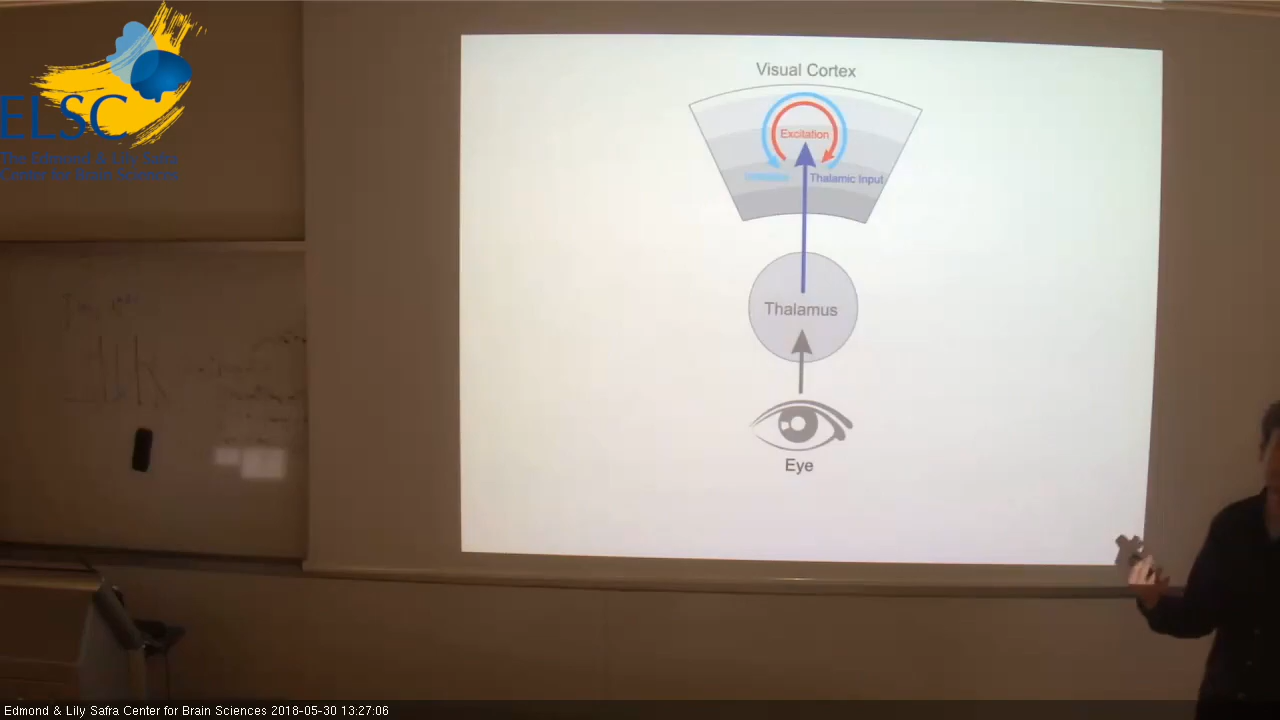 ELSC
The Edmond & Lily Safra
Center for Brain Sciences
Visual Cortex
Excitation
Thalamic Input
Thalamus
Eye
Edmond & Lily Safra Center for Brain Sciences 2018-05-30 13:27:06